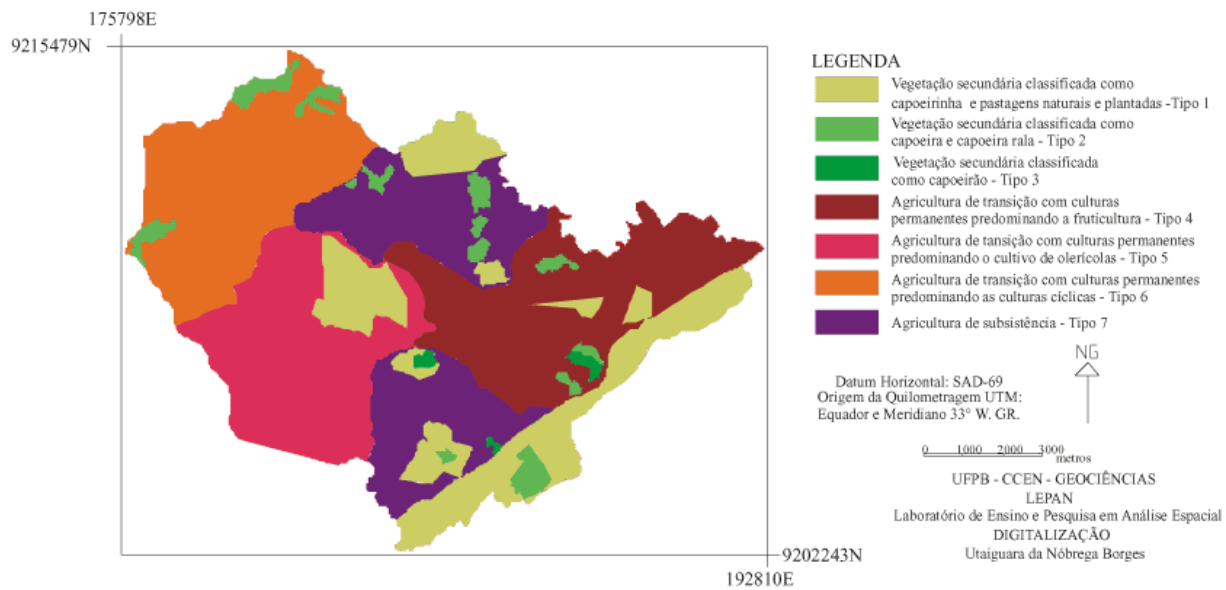 175798E
9215479N
LEGENDA
Vegetação secundária classificada como
capoeirinha e pastagens naturais e plantadas -Tipo 1
Vegetação secundária classificada como
capoeira e capoeira rala - Tipo 2
Vegetação secundária classificada
como capoeirão - Tipo 3
Agricultura de transição com culturas
permanentes predominando a fruticultura - Tipo 4
Agricultura de tansição com culturas permanentes
predominando o cultivo de olerícolas - Tipo 5
Agricultura de transição com culturas permanentes
predominando as culturas cíclicas - Tipo 6
Agricultura de subsistência - Tipo 7
NG
Datum Horizontal: SAD-69
Origem da Quilometragem UTM:
Equador e Meridiano 33° W. GR.
0 1000 2000 3000
metros
UFPB - CCEN - GEOCIÊNCIAS
LEPAN
Laboratório de Ensino e Pesquisa em Análise Espacial
DIGITALIZAÇÃO
Utaiguara da Nóbrega Borges
9202243N
192810E